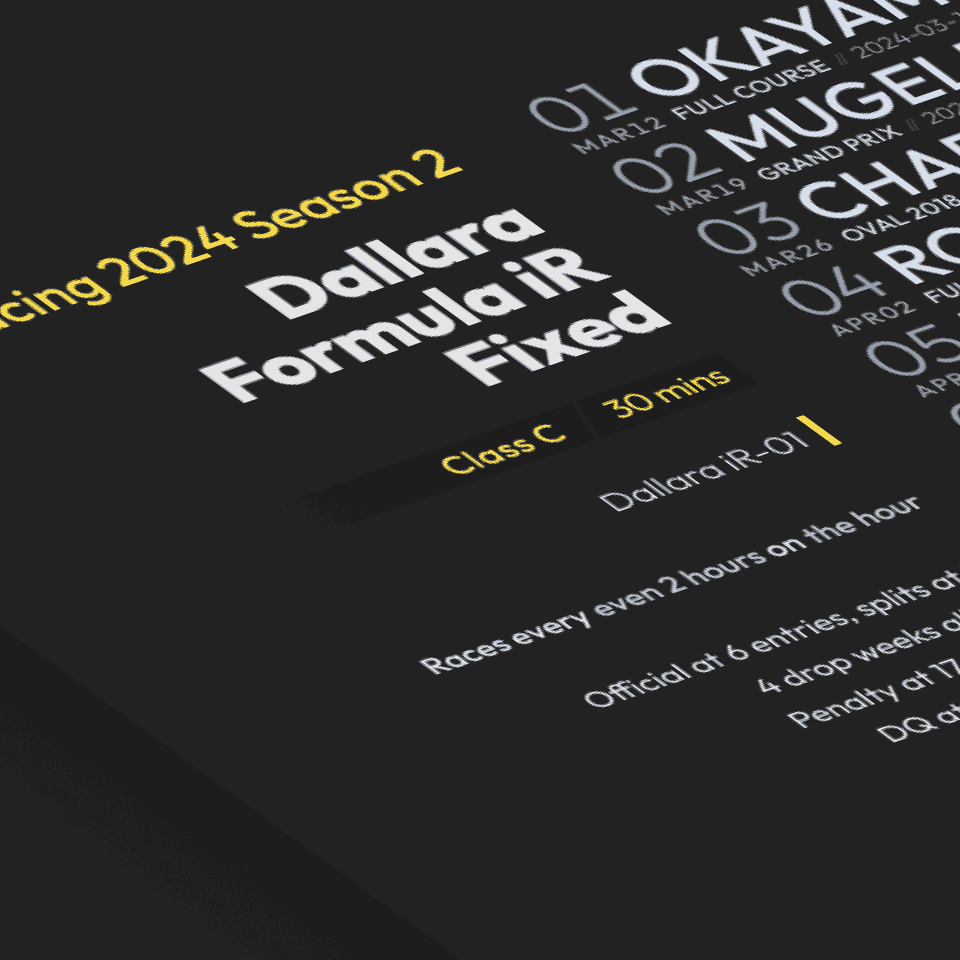 cing 2024 Season 2
Dallara
Formula iR
Fixed
Class C
30 mins
Dallara iR-01
Races every even 2 hours on the hour
Official at 6 entries, splits at
4 drop weeks
Penalty at 17
DQ at
01 OKAYAM
MAR12 FULL COURSE // 2024-03-1
02 MUGEL
MAR19 GRAND PRIX // 202
03 CHA
MAR26 OVAL 2018
04 RO
APR02 FU
05
APR